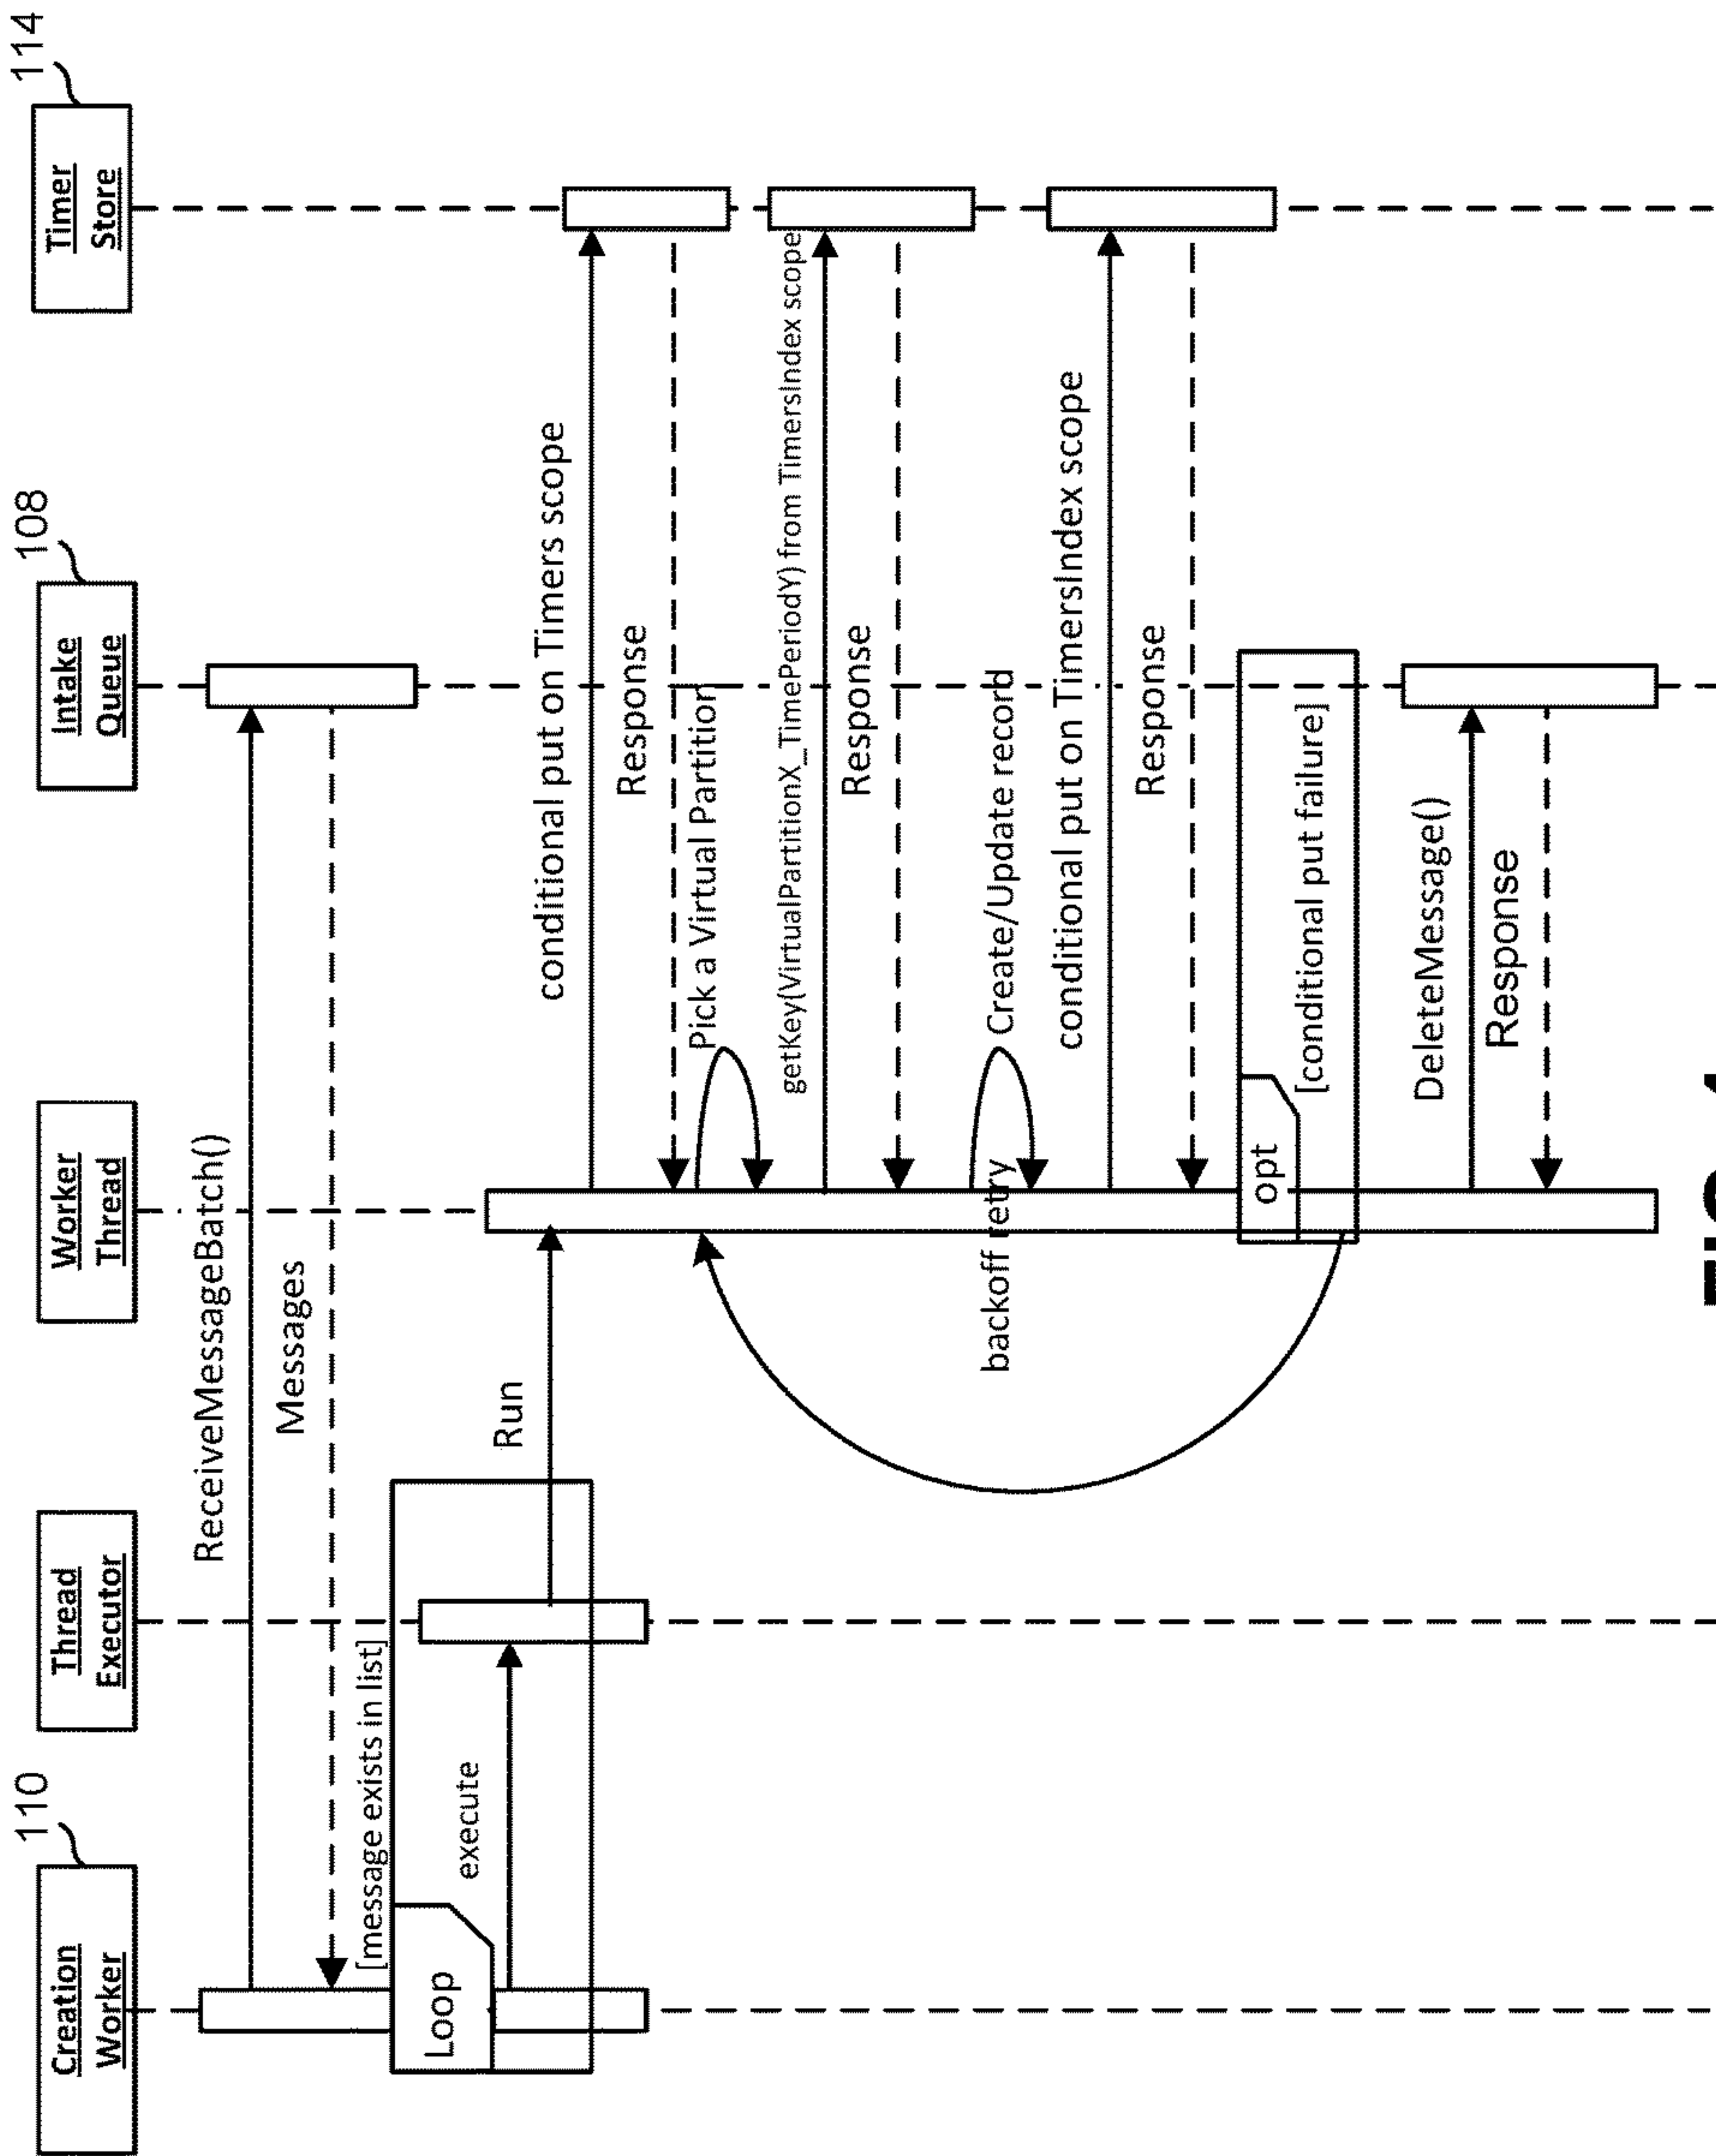 110
108
114
Creation
Worker
Thread
Executor
Worker
Thread
Intake
Queue
Timer
Store
ReceiveMessageBatch()
Messages
[message exists in list]
Loop
execute
Run
conditional put on Timers scope
Response
Pick a Virtual Partition
getKey(VirtualPartitionX_TimePeriodY) from TimersIndex scope
Response
Create/Update record
backoff retry
conditional put on TimersIndex scope
Response
opt
[conditional put failure]
DeleteMessage()
Response